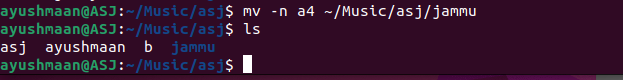 ayushmaan@ASJ:~/Music/asj$ mv -n a4 ~/Music/asj/jammu
ayushmaan@ASJ:~/Music/asj$ ls
asj  ayushmaan  b  jammu
ayushmaan@ASJ:~/Music/asj$